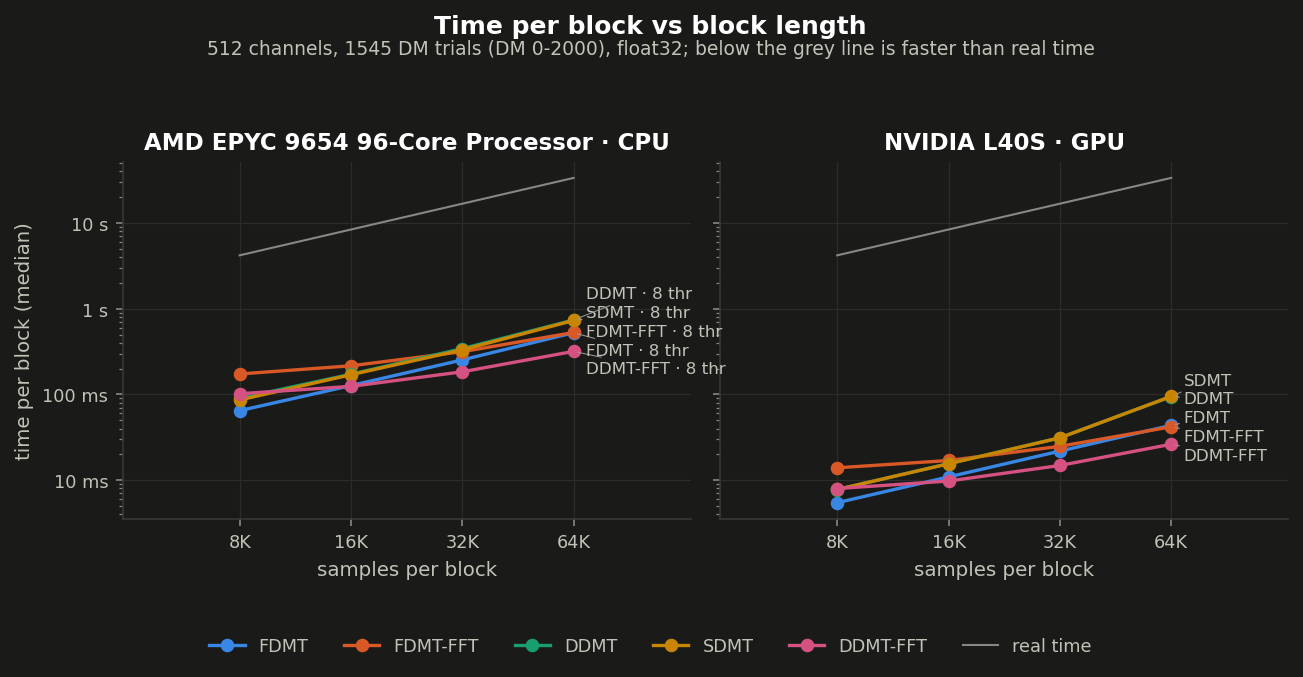 Time per block vs block length
512 channels, 1545 DM trials (DM 0-2000), float32; below the grey line is faster than real time
AMD EPYC 9654 96-Core Processor · CPU
time per block (median)
10 s
1 s
100 ms
10 ms
DDMT · 8 thr
SDMT · 8 thr
FDMT-FFT · 8 thr
FDMT · 8 thr
DDMT-FFT · 8 thr
8K 16K 32K 64K
samples per block
NVIDIA L40S · GPU
SDMT
DDMT
FDMT
FDMT-FFT
DDMT-FFT
8K 16K 32K 64K
samples per block
FDMT FDMT-FFT DDMT SDMT DDMT-FFT real time